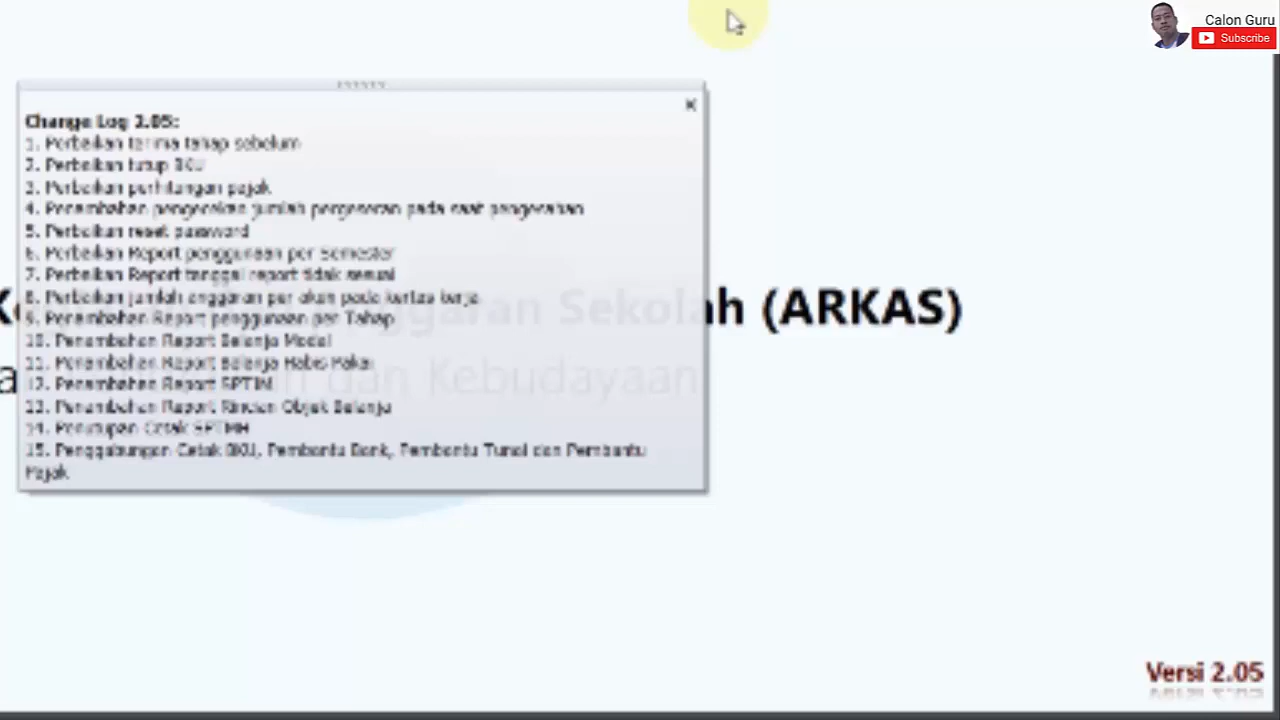 Calon Guru
Subscribe
Change Log 2.05:
1. Perbaikan terima tahap sebelum
2. Perbaikan tutup BKU
3. Perbaikan perhitungan pajak
4. Penambahan pengecekan jumlah pergeseran pada saat pengesahan
5. Perbaikan reset password
6. Perbaikan Report penggunaan per Semester
7. Perbaikan Report tanggal report tidak sesuai
8. Perbaikan jumlah anggaran per akun pada kertas kerja
9. Penambahan Report penggunaan per Tahap
10. Penambahan Report Belanja Modal
11. Penambahan Report Belanja Habis Pakai
12. Penambahan Report SPTJM
13. Penambahan Report Rincian Objek Belanja
14. Penutupan Cetak SPTMH
15. Penggabungan Cetak BKU, Pembantu Bank, Pembantu Tunai dan Pembantu
Pajak
Anggaran Sekolah (ARKAS)
dan Kebudayaan
Versi 2.05